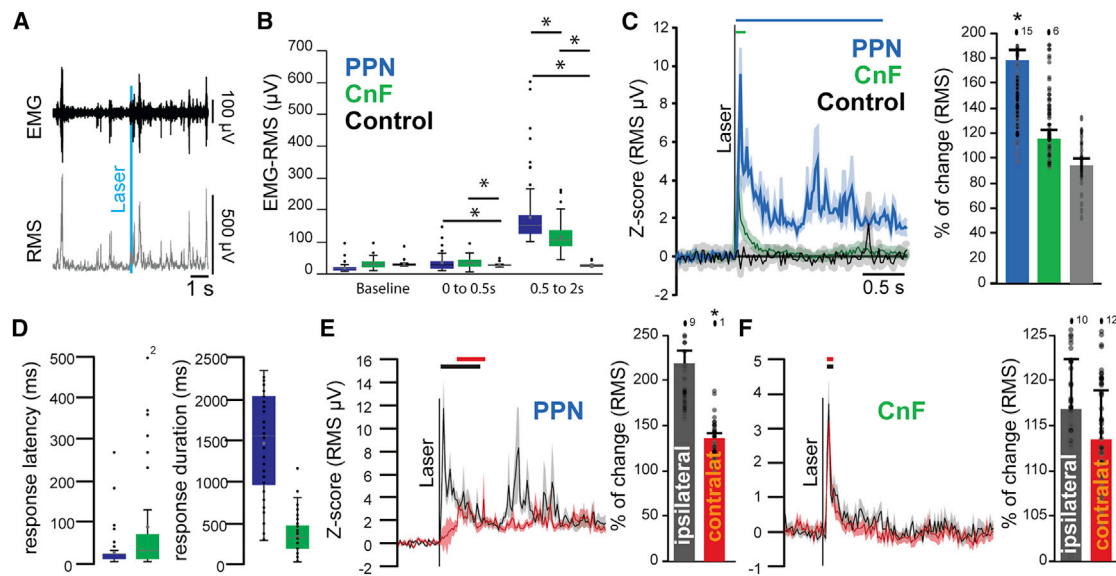 A
EMG
100 µV
Laser
RMS
500 µV
1 s
B
EMG-RMS (µV)
700
600
500
400
300
200
100
0
PPN
CnF
Control
*
*
*
*
*
Baseline
0 to 0.5s
0.5 to 2s
C
Z-score (RMS µV)
12
10
8
6
4
2
0
-2
Laser
PPN
CnF
Control
0.5 s
% of change (RMS)
200
180
160
140
120
100
80
60
40
20
0
*
15
6
D
response latency (ms)
500
400
300
200
100
0
2
response duration (ms)
2500
2000
1500
1000
500
0
E
Z-score (RMS µV)
16
14
12
10
8
6
4
2
0
-2
Laser
PPN
% of change (RMS)
250
200
150
100
50
0
9
*
1
ipsilateral
contralat
F
5
4
3
2
1
0
-1
Laser
CnF
% of change (RMS)
125
120
115
110
105
10
12
ipsilateral
contralat